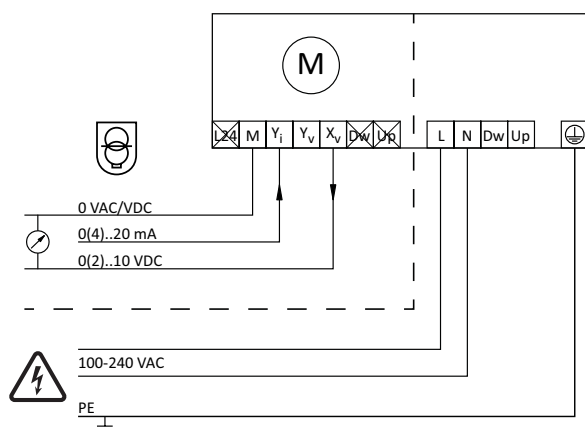 M
L24 M Yi Yv Xv Dw Up L N Dw Up
0 VAC/VDC
0(4)..20 mA
0(2)..10 VDC
100-240 VAC
PE